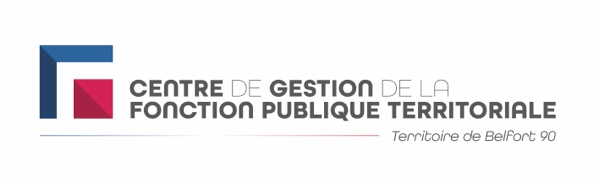 CENTRE DE GESTION DE LA
FONCTION PUBLIQUE TERRITORIALE
Territoire de Belfort 90